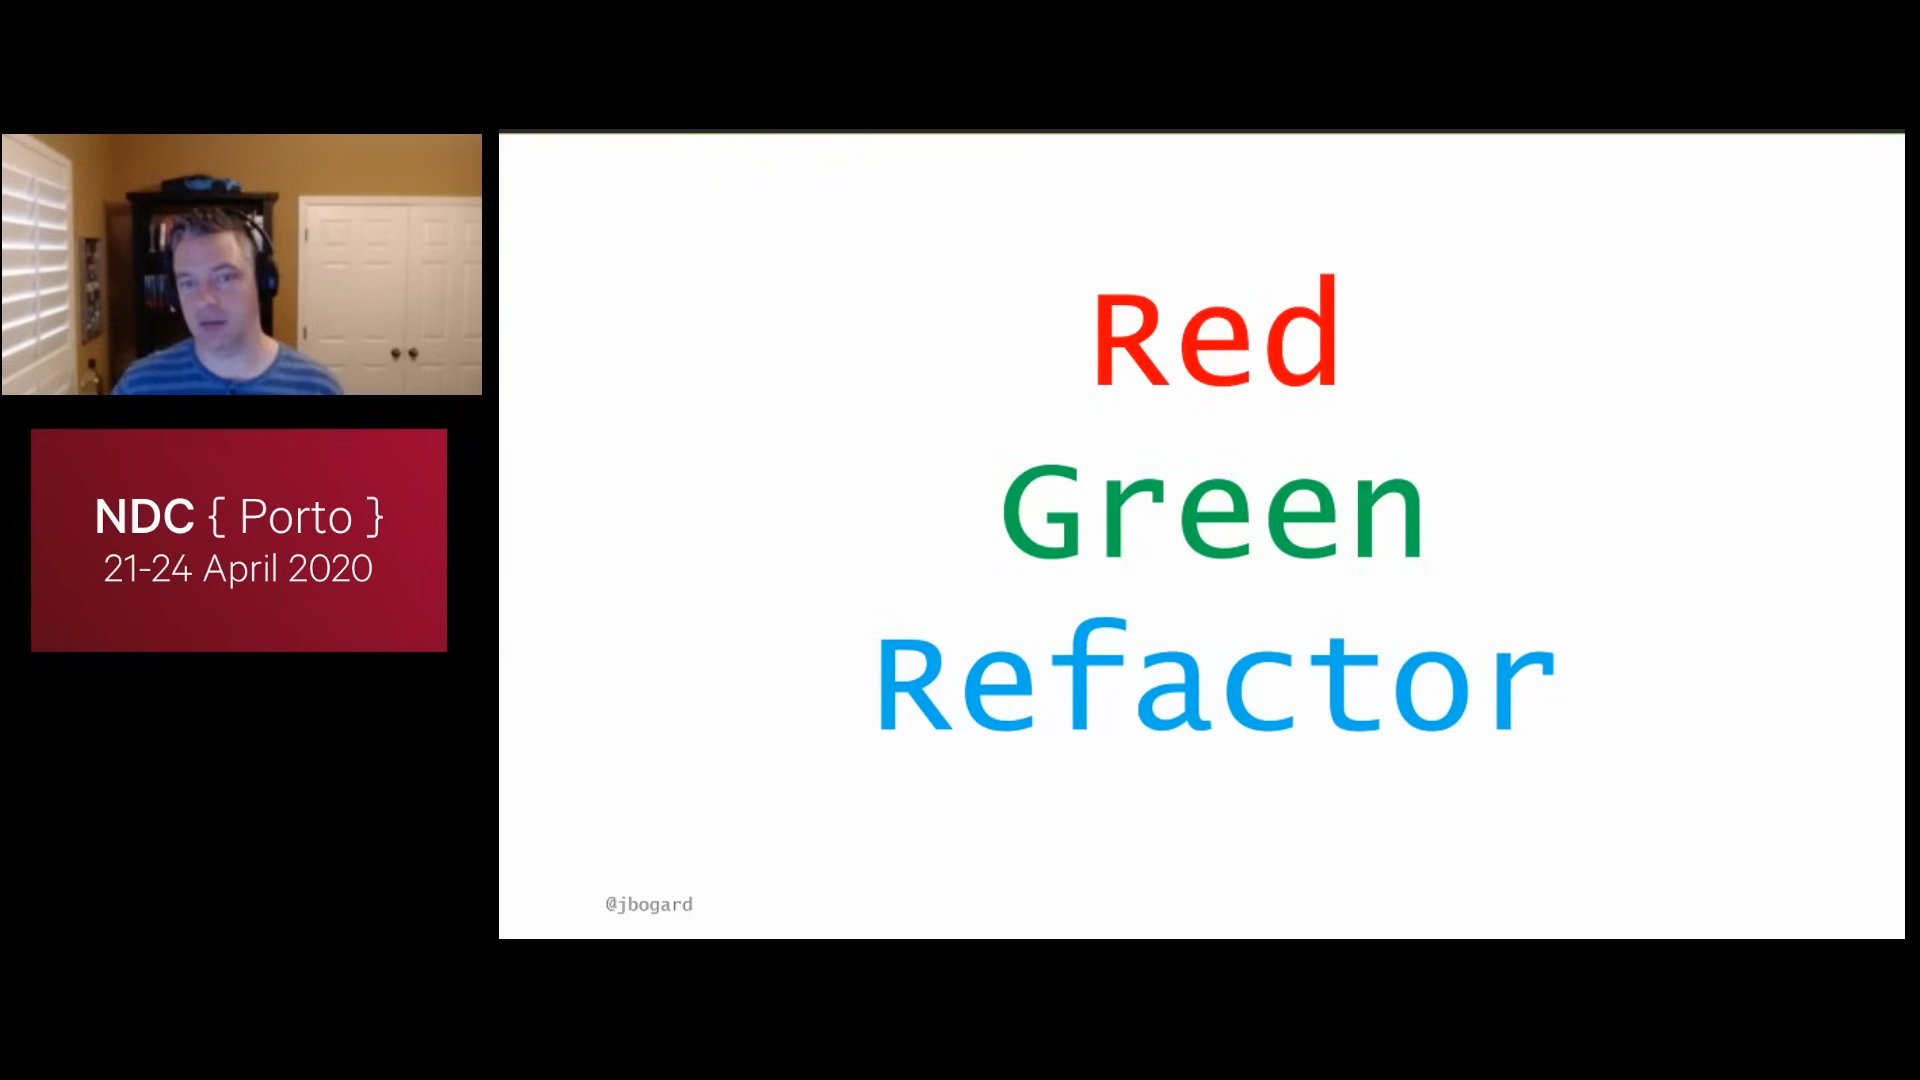 NDC { Porto }
21-24 April 2020
Red
Green
Refactor
@jbogard